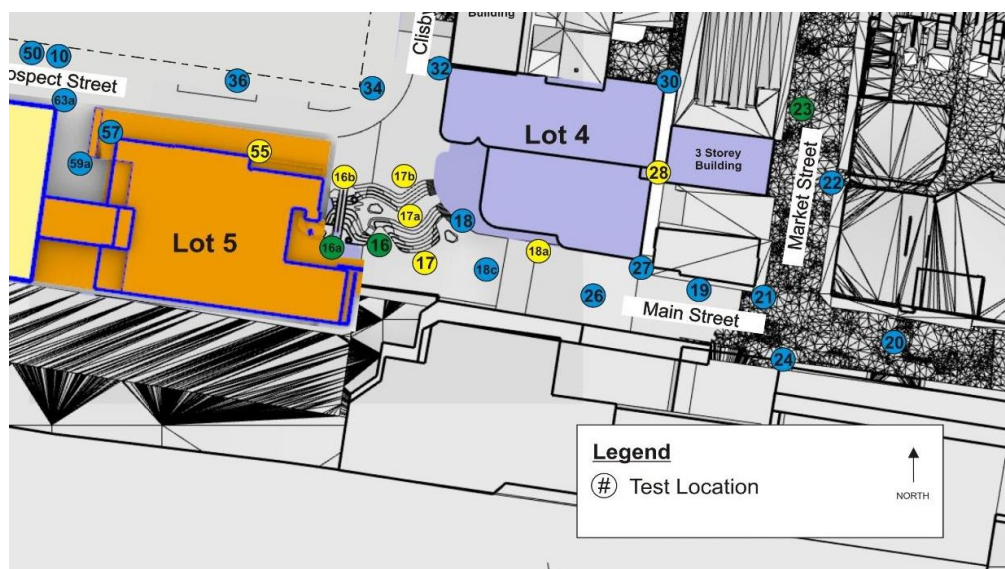 Building
Clisby
50
10
ospect Street
36
34
32
30
63a
57
59a
55
Lot 4
3 Storey
Building
23
Market Street
22
28
16b
17b
17a
18
16a
16
17
Lot 5
18c
18a
27
26
19
21
Main Street
24
20
Legend
# Test Location
NORTH